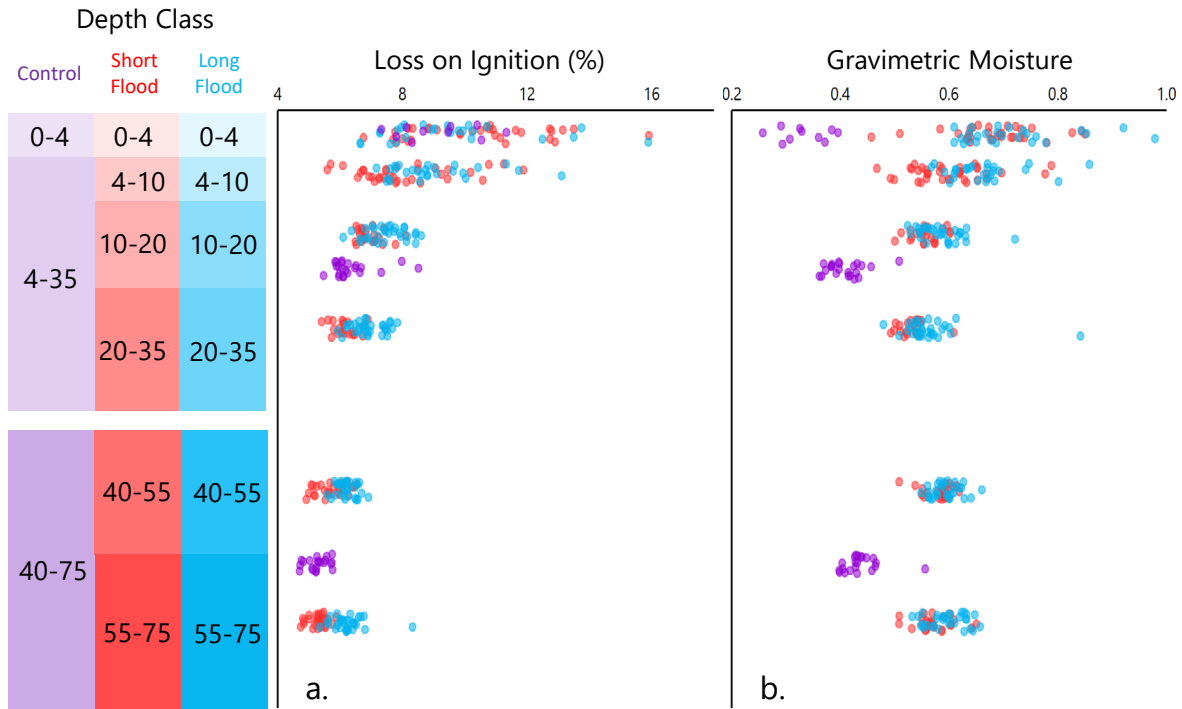 Depth Class
Control
Short
Flood
Long
Flood
Loss on Ignition (%)
Gravimetric Moisture
4 8 12 16
0.2 0.4 0.6 0.8 1.0
0-4 0-4 0-4
4-10 4-10
10-20 10-20
4-35
20-35 20-35
40-55 40-55
40-75
55-75 55-75
a. b.